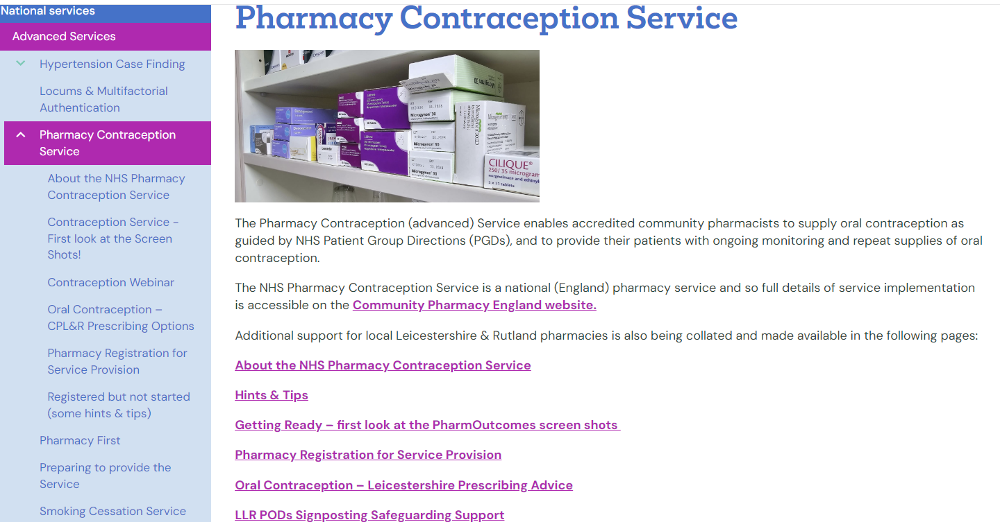 National services
Advanced Services
Hypertension Case Finding
Locums & Multifactorial
Authentication
Pharmacy Contraception
Service
About the NHS Pharmacy
Contraception Service
Contraception Service -
First look at the Screen
Shots!
Contraception Webinar
Oral Contraception –
CPL&R Prescribing Options
Pharmacy Registration for
Service Provision
Registered but not started
(some hints & tips)
Pharmacy First
Preparing to provide the
Service
Smoking Cessation Service
Pharmacy Contraception Service
Microgynon 30
Microgynon 30
Microgynon 30
CILIQUE®
250/ 35 microgram
norgestimate and ethinyl
3 x 21 tablets
The Pharmacy Contraception (advanced) Service enables accredited community pharmacists to supply oral contraception as
guided by NHS Patient Group Directions (PGDs), and to provide their patients with ongoing monitoring and repeat supplies of oral
contraception.
The NHS Pharmacy Contraception Service is a national (England) pharmacy service and so full details of service implementation
is accessible on the Community Pharmacy England website.
Additional support for local Leicestershire & Rutland pharmacies is also being collated and made available in the following pages:
About the NHS Pharmacy Contraception Service
Hints & Tips
Getting Ready – first look at the PharmOutcomes screen shots
Pharmacy Registration for Service Provision
Oral Contraception – Leicestershire Prescribing Advice
LLR PODs Signposting Safeguarding Support